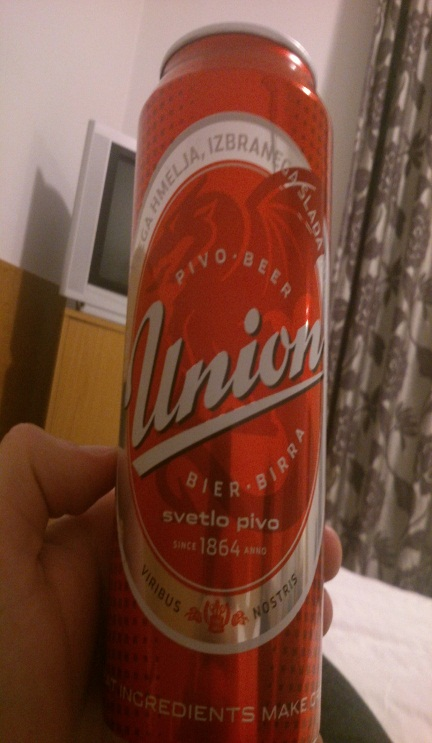 GA HMELJA, IZBRANEGA SLADA
PIVO·BEER
Union
BIER·BIRRA
svetlo pivo
SINCE 1864 ANNO
VIRIBUS NOSTRIS
INGREDIENTS MAKE